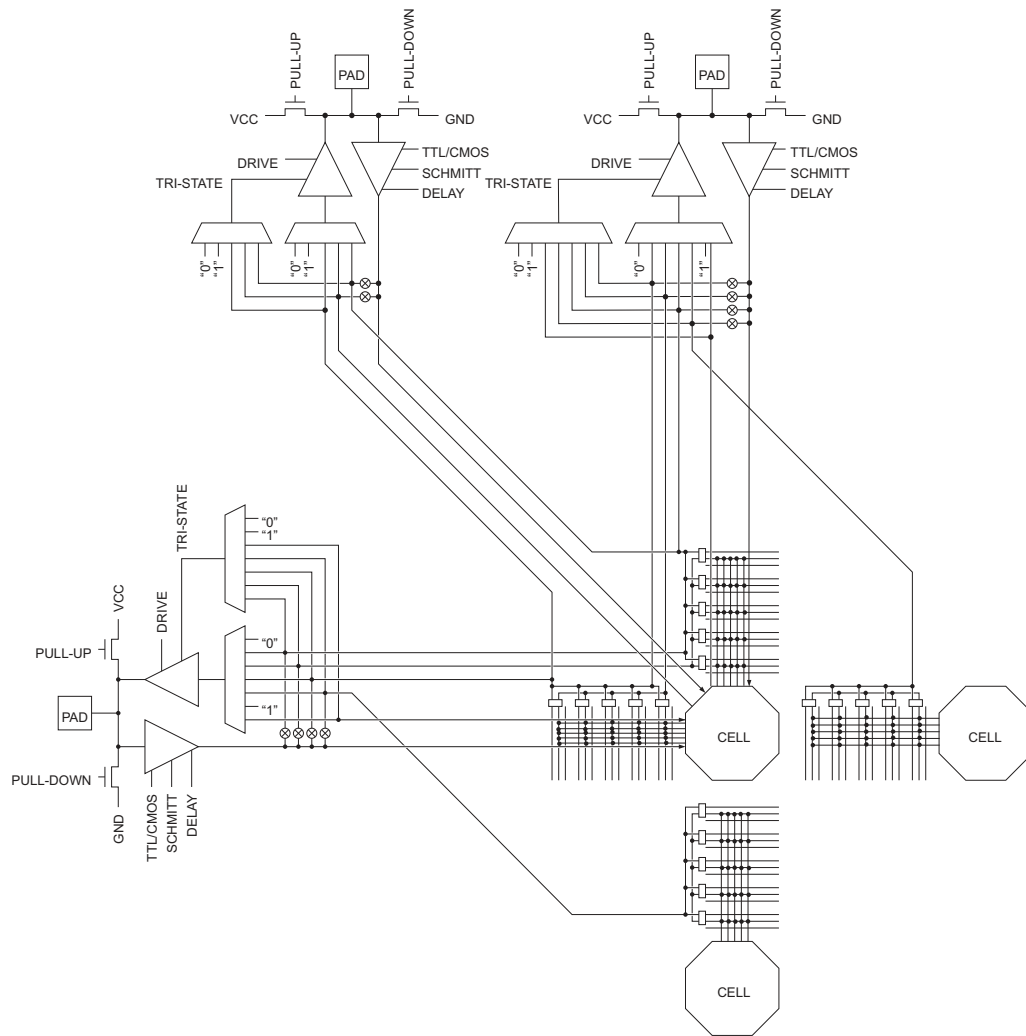 PULL-UP
PULL-DOWN
PAD
VCC
GND
TTL/CMOS
DRIVE
SCHMITT
TRI-STATE
DELAY
"0"
"1"
"0"
"1"
PULL-UP
PULL-DOWN
PAD
VCC
GND
TTL/CMOS
DRIVE
SCHMITT
TRI-STATE
DELAY
"0"
"1"
"0"
"1"
TRI-STATE
"0"
"1"
VCC
DRIVE
PULL-UP
"0"
PAD
"1"
PULL-DOWN
GND
TTL/CMOS
SCHMITT
DELAY
CELL
CELL
CELL